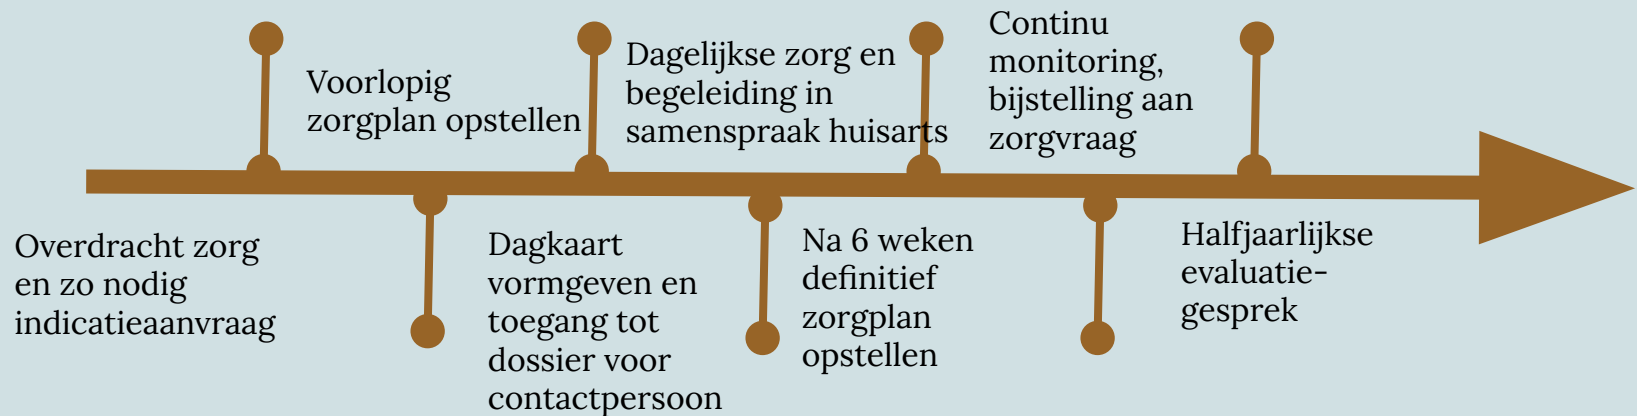 Overdracht zorg
en zo nodig
indicatieaanvraag
Voorlopig
zorgplan opstellen
Dagkaart
vormgeven en
toegang tot
dossier voor
contactpersoon
Dagelijkse zorg en
begeleiding in
samenspraak huisarts
Na 6 weken
definitief
zorgplan
opstellen
Continu
monitoring,
bijstelling aan
zorgvraag
Halfjaarlijkse
evaluatie-
gesprek